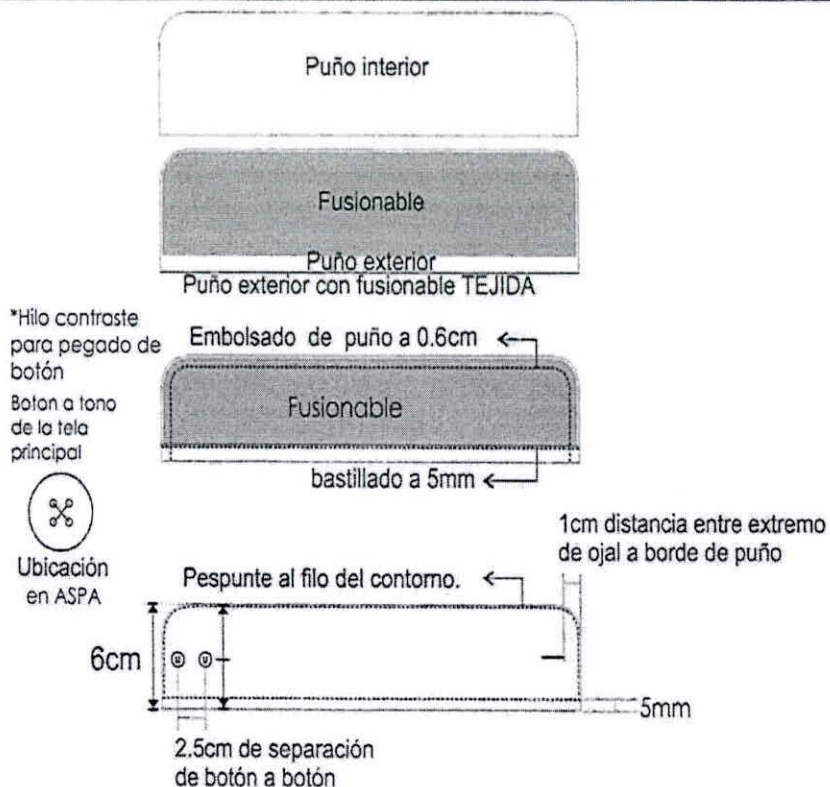 Puño interior
Fusionable
Puño exterior
Puño exterior con fusionable TEJIDA
*Hilo contraste
para pegado de
botón
Boton a tono
de la tela
principal
Ubicación
en ASPA
Embolsado de puño a 0.6cm
Fusionable
bastillado a 5mm
1cm distancia entre extremo
de ojal a borde de puño
Pespunte al filo del contorno.
6cm
5mm
2.5cm de separación
de botón a botón